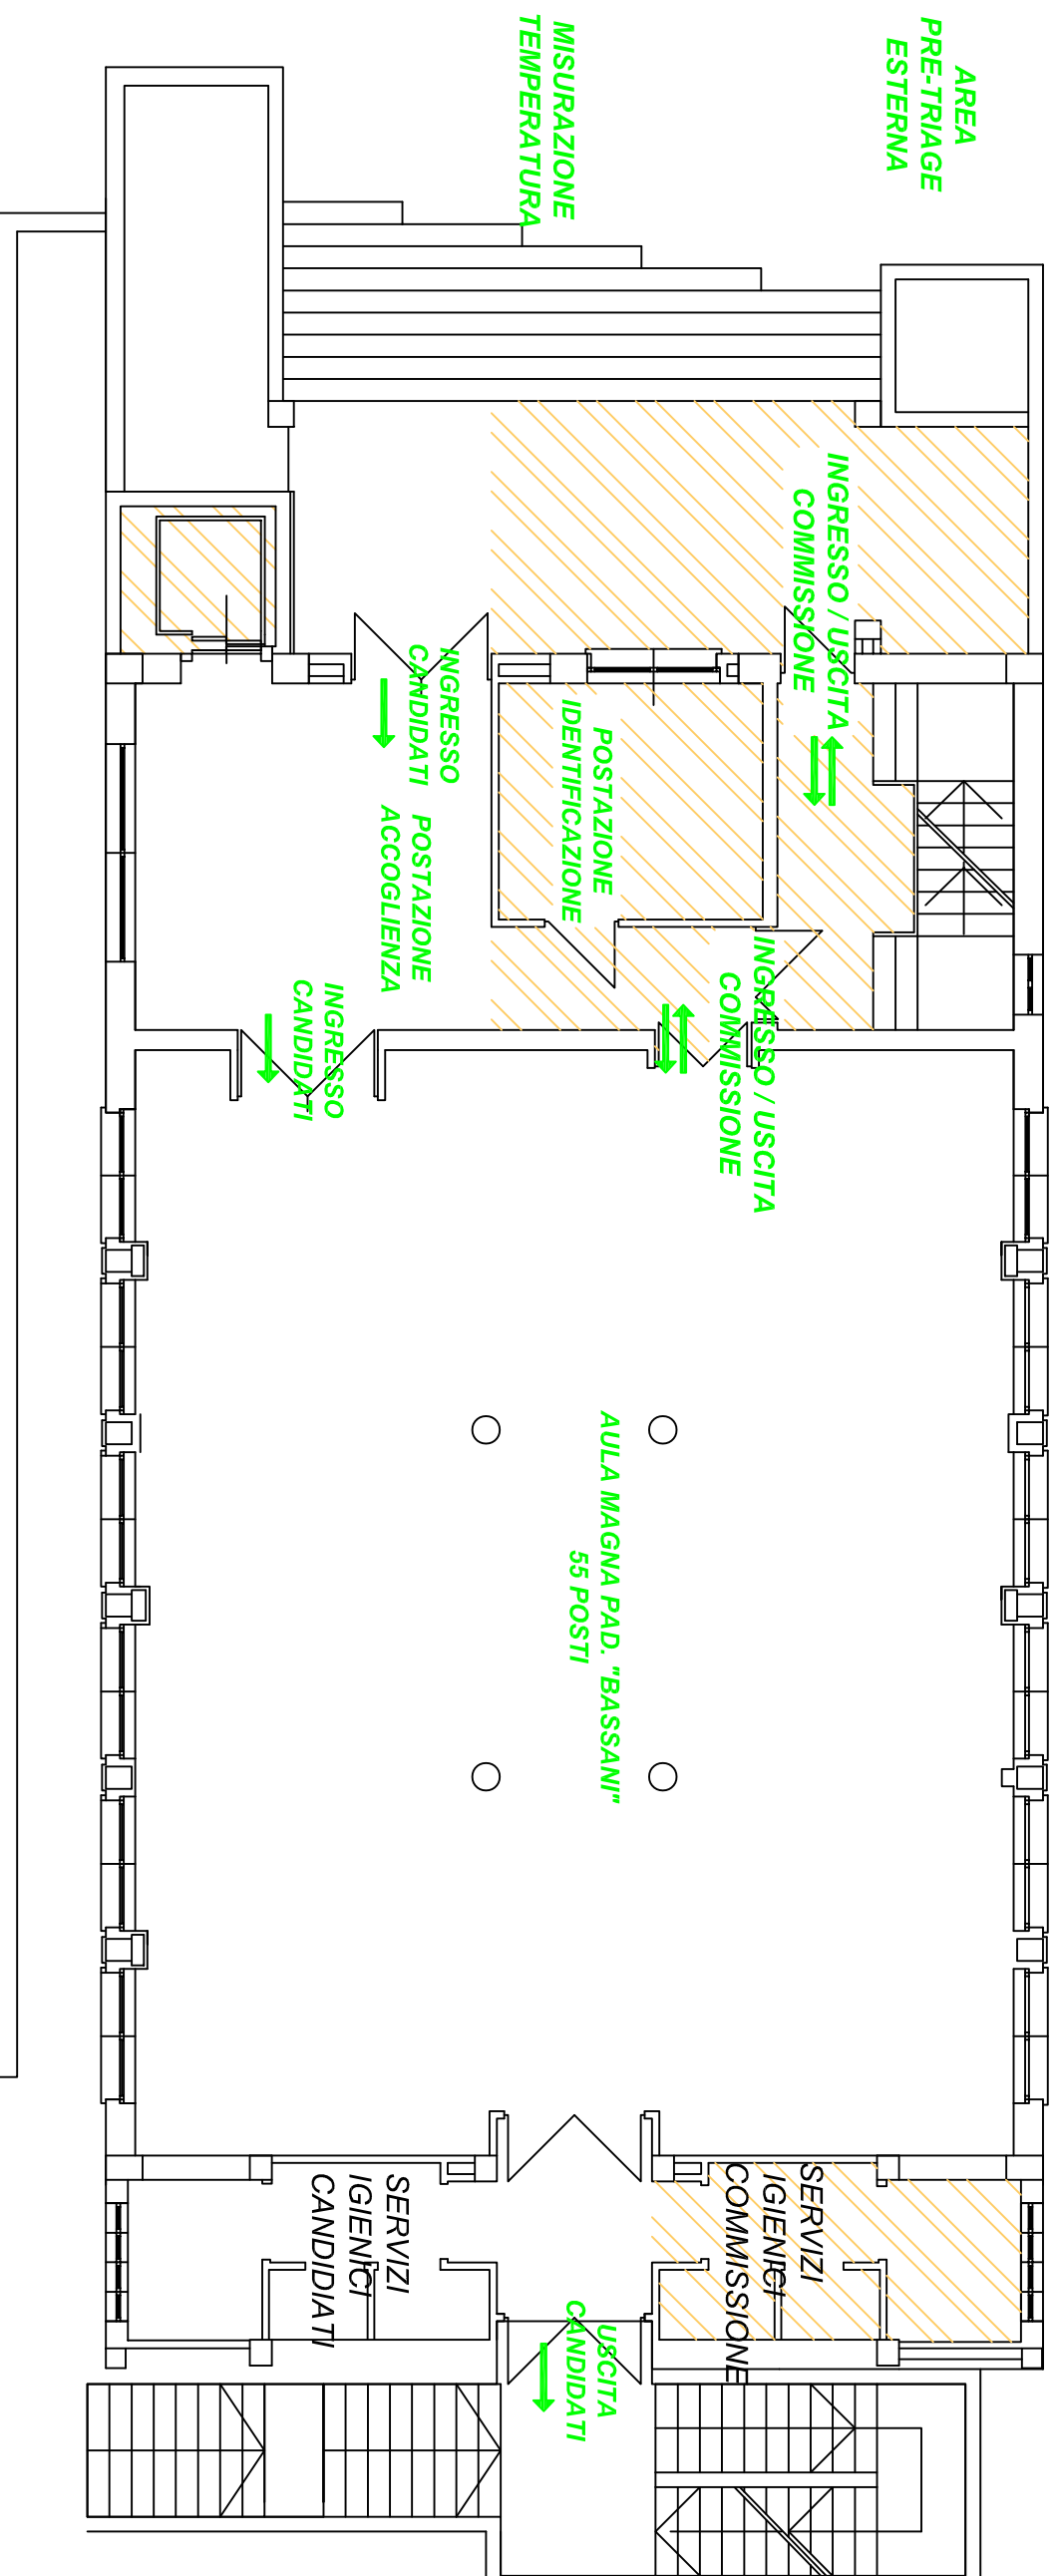 AREA
PRE-TRIAGE
ESTERNA
MISURAZIONE
TEMPERATURA
INGRESSO / USCITA
COMMISSIONE
INGRESSO
CANDIDATI
POSTAZIONE
IDENTIFICAZIONE
POSTAZIONE
ACCOGLIENZA
INGRESSO / USCITA
COMMISSIONE
INGRESSO
CANDIDATI
AULA MAGNA PAD. "BASSANI"
55 POSTI
SERVIZI
IGIENICI
COMMISSIONE
SERVIZI
IGIENICI
CANDIDATI
USCITA
CANDIDATI